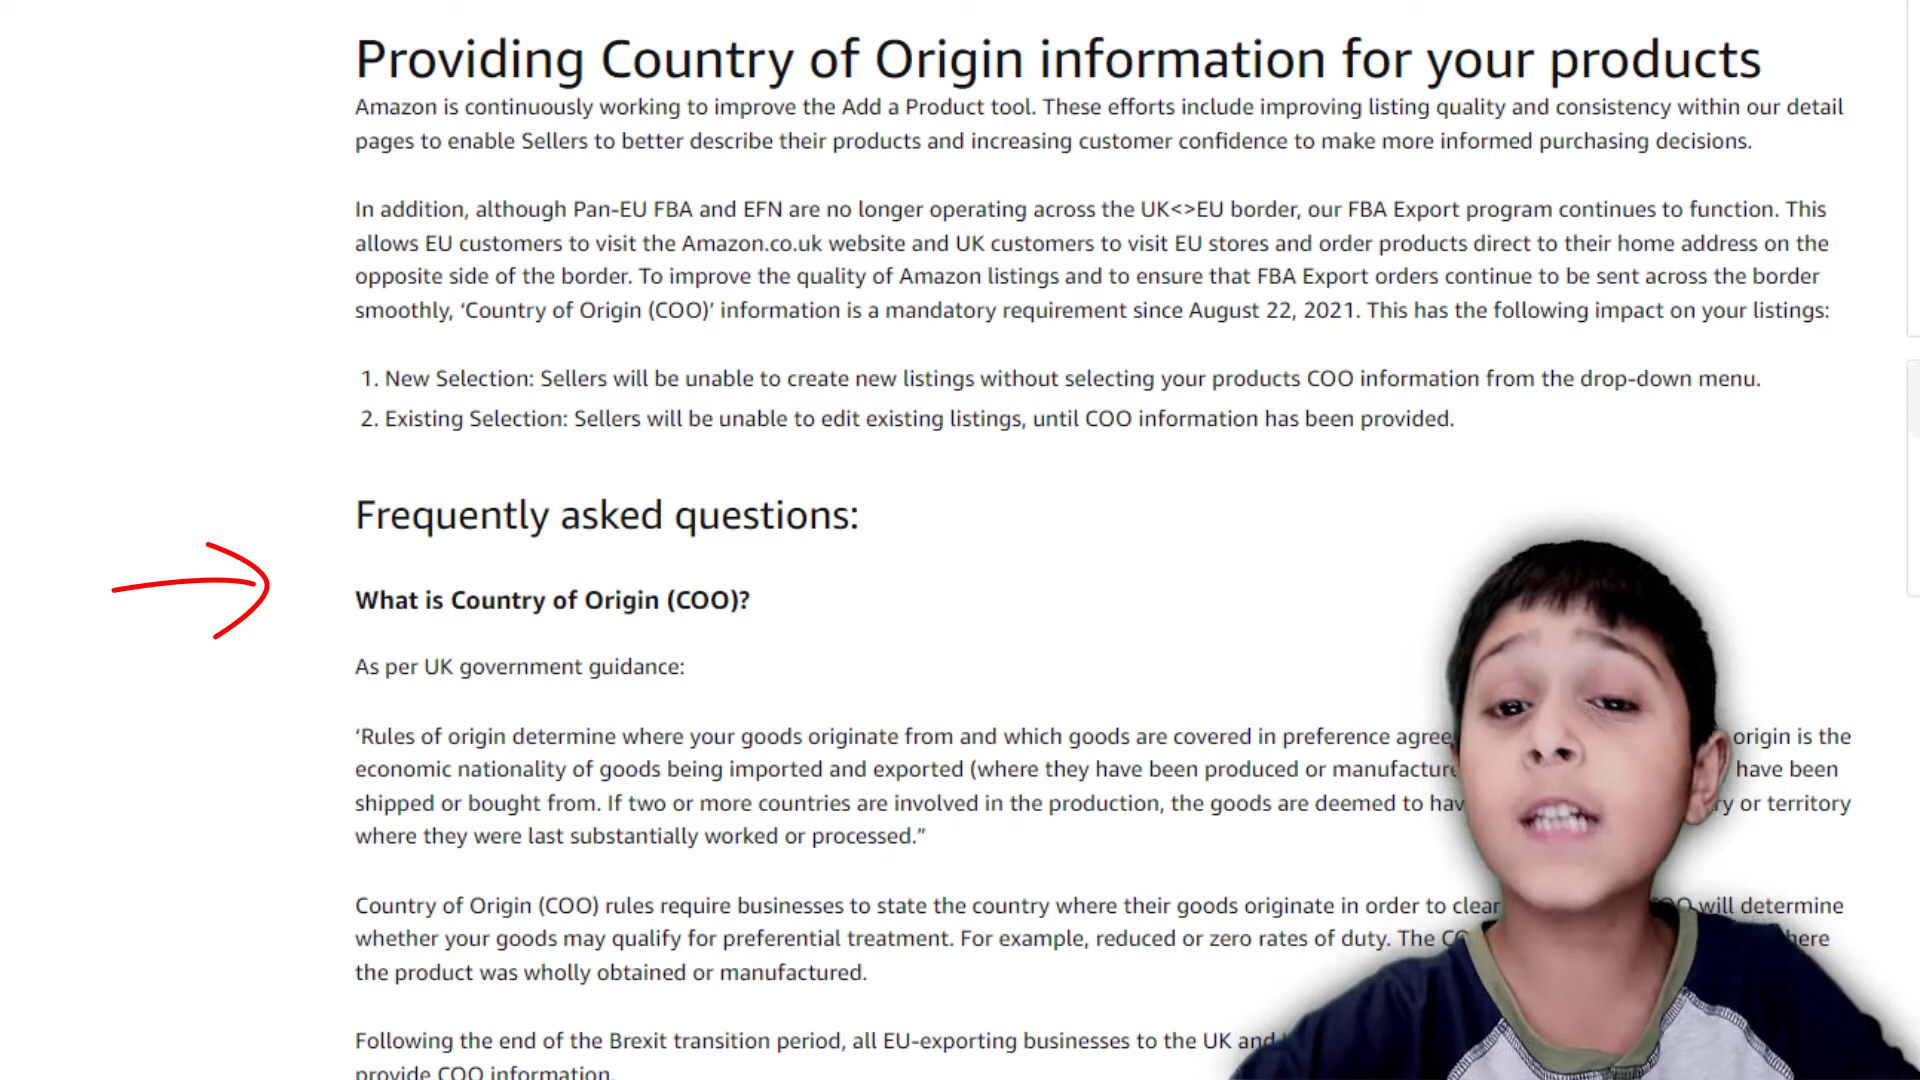 Providing Country of Origin information for your products
Amazon is continuously working to improve the Add a Product tool. These efforts include improving listing quality and consistency within our detail
pages to enable Sellers to better describe their products and increasing customer confidence to make more informed purchasing decisions.
In addition, although Pan-EU FBA and EFN are no longer operating across the UK<>EU border, our FBA Export program continues to function. This
allows EU customers to visit the Amazon.co.uk website and UK customers to visit EU stores and order products direct to their home address on the
opposite side of the border. To improve the quality of Amazon listings and to ensure that FBA Export orders continue to be sent across the border
smoothly, ‘Country of Origin (COO)’ information is a mandatory requirement since August 22, 2021. This has the following impact on your listings:
1. New Selection: Sellers will be unable to create new listings without selecting your products COO information from the drop-down menu.
2. Existing Selection: Sellers will be unable to edit existing listings, until COO information has been provided.
Frequently asked questions:
What is Country of Origin (COO)?
As per UK government guidance:
‘Rules of origin determine where your goods originate from and which goods are covered in preference origin is the
economic nationality of goods being imported and exported (where they have been produced or have been
shipped or bought from. If two or more countries are involved in the production, the goods are deemed to or territory
where they were last substantially worked or processed.”
Country of Origin (COO) rules require businesses to state the country where their goods originate in order to clear will determine
whether your goods may qualify for preferential treatment. For example, reduced or zero rates of duty. The
the product was wholly obtained or manufactured.
Following the end of the Brexit transition period, all EU-exporting businesses to the UK and
provide COO information.